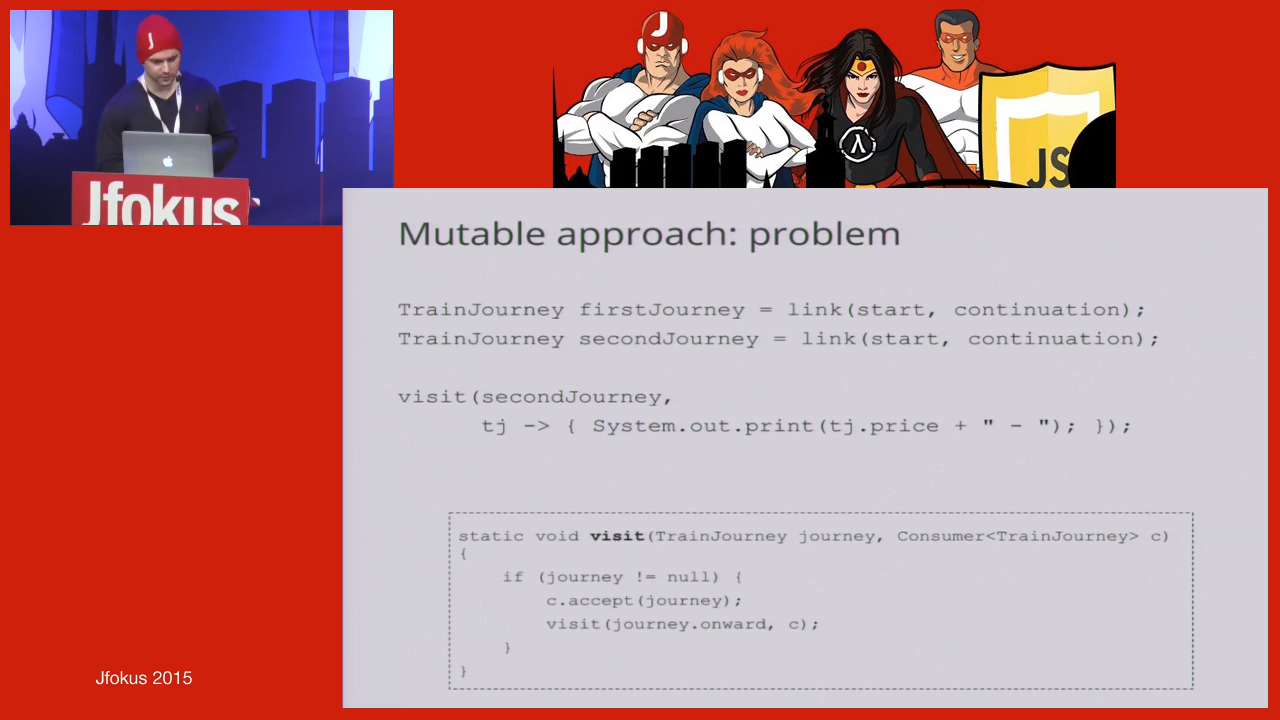 J
JS
Jfokus
Mutable approach: problem
TrainJourney firstJourney = link(start, continuation);
TrainJourney secondJourney = link(start, continuation);
visit(secondJourney,
tj -> { System.out.print(tj.price + " - "); });
static void visit(TrainJourney journey, Consumer<TrainJourney> c)
{
if (journey != null) {
c.accept(journey);
visit(journey.onward, c);
}
}
Jfokus 2015